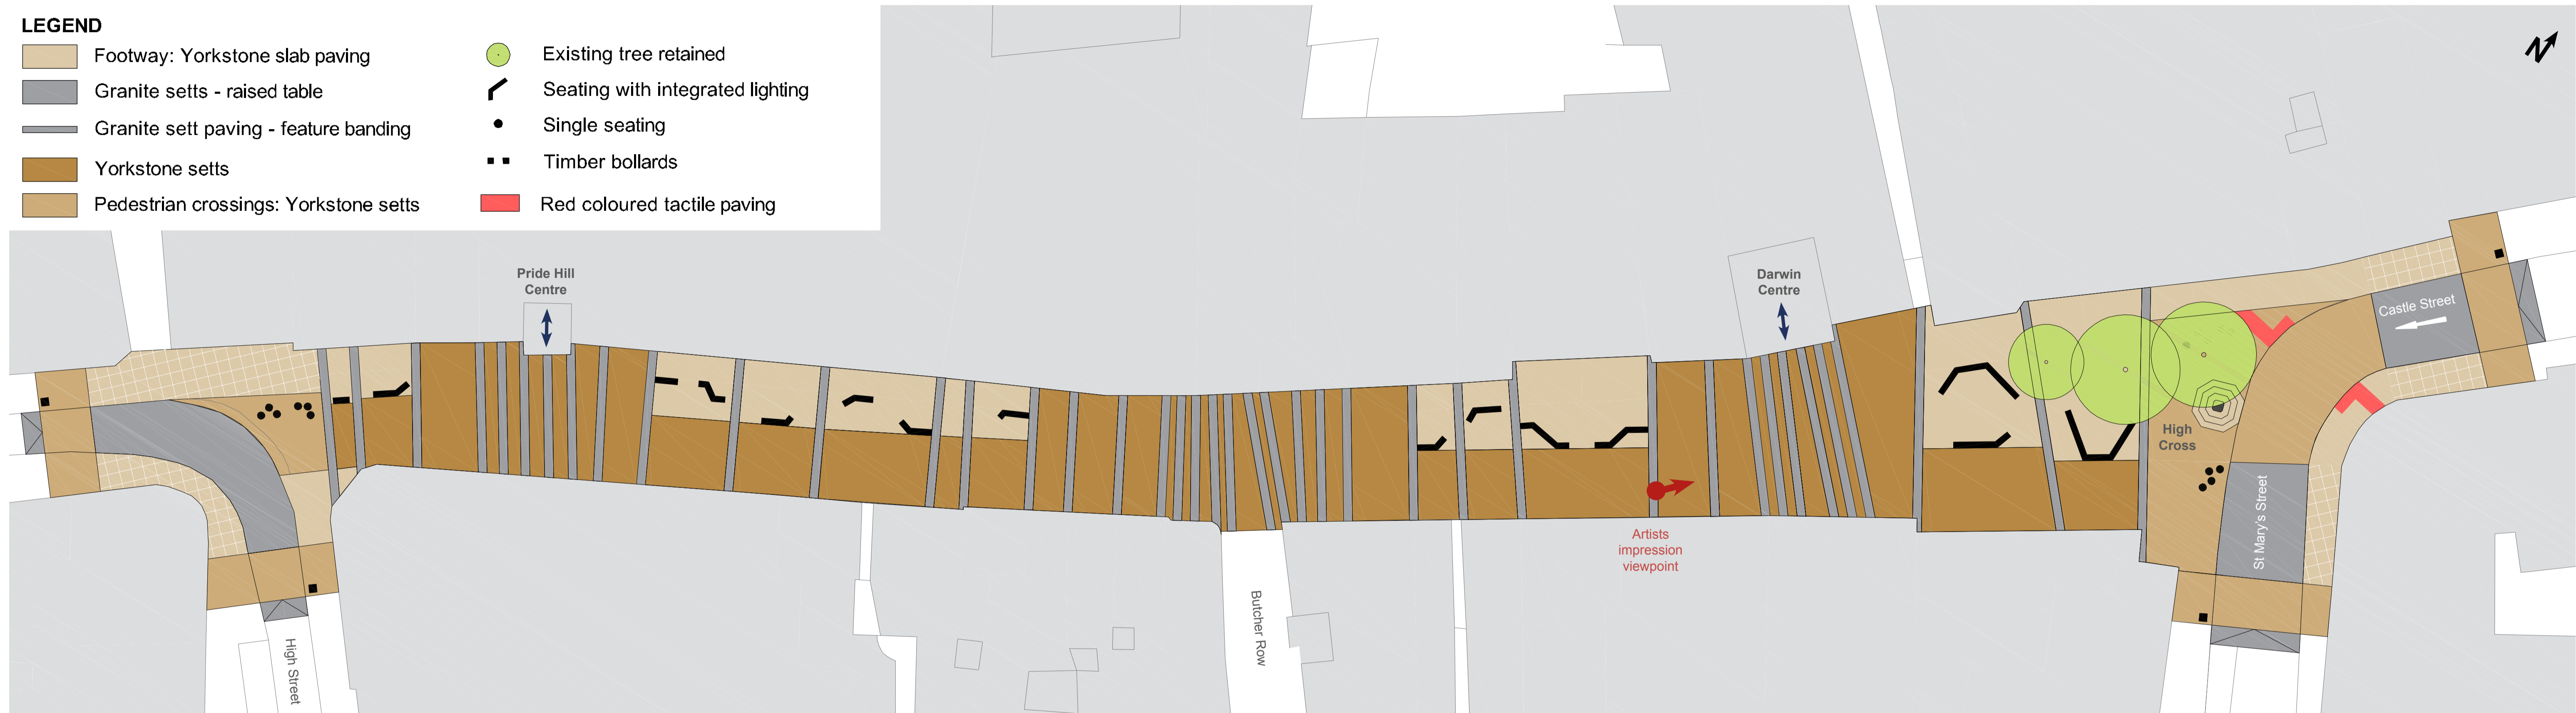 LEGEND
Footway: Yorkstone slab paving
Granite setts - raised table
Granite sett paving - feature banding
Yorkstone setts
Pedestrian crossings: Yorkstone setts
Existing tree retained
Seating with integrated lighting
Single seating
Timber bollards
Red coloured tactile paving
N
Pride Hill
Centre
Darwin
Centre
Castle Street
High
Cross
St Mary's Street
Artists
impression
viewpoint
Butcher Row
High Street